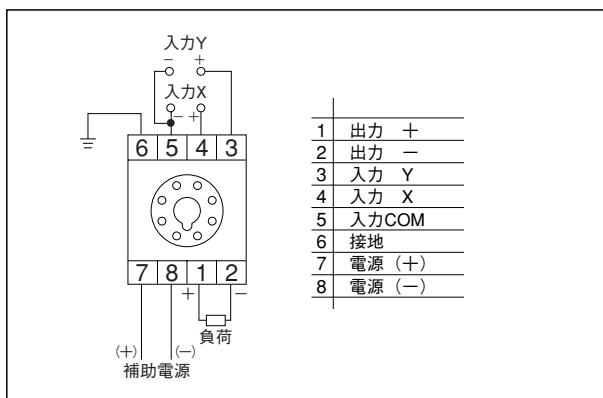 入力Y
− +
入力X
− +
6 5 4 3
7 8 1 2
+ −
負荷
(+) (−)
補助電源
1 出力 +
2 出力 −
3 入力 Y
4 入力 X
5 入力COM
6 接地
7 電源 (+)
8 電源 (−)